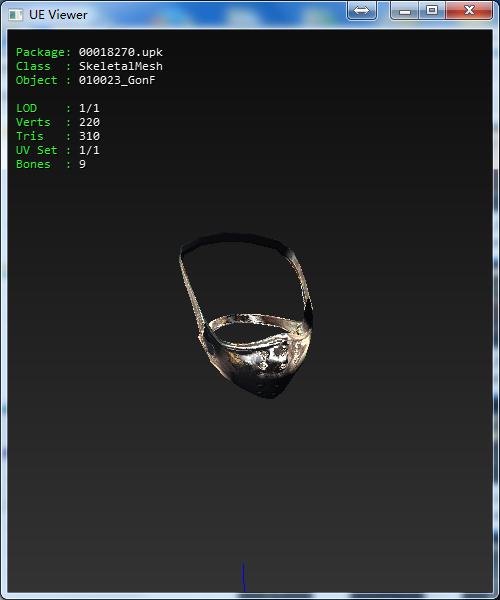 UE Viewer
Package: 00018270.upk
Class : SkeletalMesh
Object : 010023_GonF
LOD : 1/1
Verts : 220
Tris : 310
UV Set : 1/1
Bones : 9